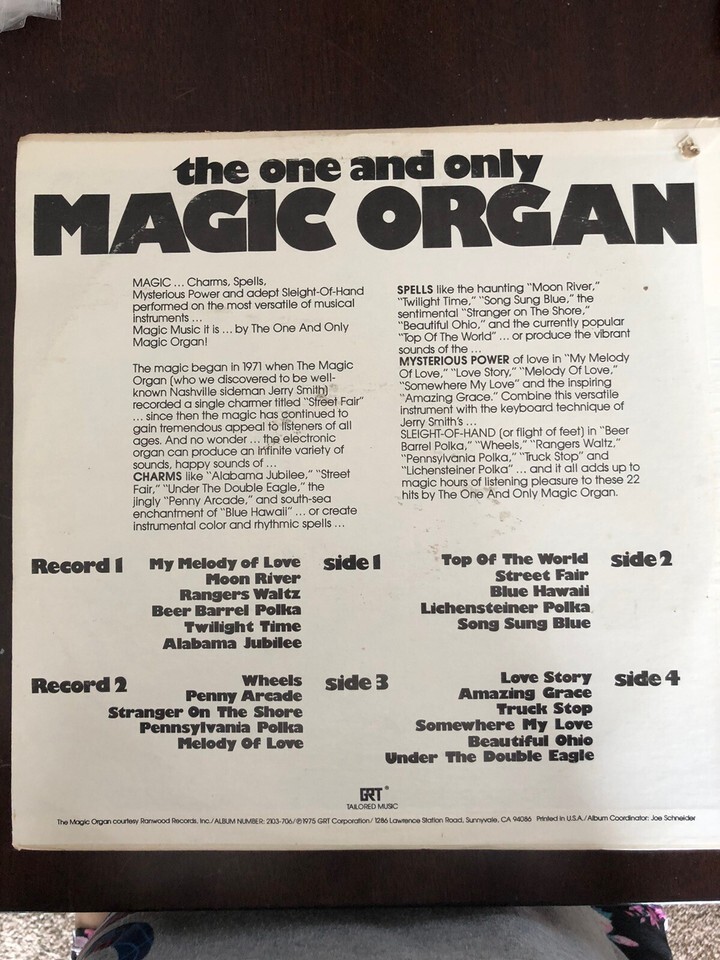 the one and only
MAGIC ORGAN
MAGIC ... Charms, Spells,
Mysterious Power and adept Sleight-Of-Hand
performed on the most versatile of musical
instruments ...
Magic Music it is ... by The One And Only
Magic Organ!
The magic began in 1971 when The Magic
Organ (who we discovered to be well-
known Nashville sideman Jerry Smith)
recorded a single charmer titled "Street Fair"
... since then the magic has continued to
gain tremendous appeal to listeners of all
ages. And no wonder ... the electronic
organ can produce an infinite variety of
sounds, happy sounds of ...
CHARMS like "Alabama Jubilee," "Street
Fair," "Under The Double Eagle," the
jingly "Penny Arcade," and south-sea
enchantment of "Blue Hawaii" ... or create
instrumental color and rhythmic spells ...
SPELLS like the haunting "Moon River,"
"Twilight Time," "Song Sung Blue," the
sentimental "Stranger on The Shore,"
"Beautiful Ohio," and the currently popular
"Top Of The World" ... or produce the vibrant
sounds of the ...
MYSTERIOUS POWER of love in "My Melody
Of Love," "Love Story," "Melody Of Love,"
"Somewhere My Love" and the inspiring
"Amazing Grace." Combine this versatile
instrument with the keyboard technique of
Jerry Smith's ...
SLEIGHT-OF-HAND (or flight of feet) in "Beer
Barrel Polka," "Wheels," "Rangers Waltz,"
"Pennsylvania Polka," "Truck Stop" and
"Lichensteiner Polka" ... and it all adds up to
magic hours of listening pleasure to these 22
hits by The One And Only Magic Organ.
Record 1
My Melody of Love
Moon River
Rangers Waltz
Beer Barrel Polka
Twilight Time
Alabama Jubilee
side 1
Top Of The World
Street Fair
Blue Hawaii
Lichensteiner Polka
Song Sung Blue
side 2
Record 2
Wheels
Penny Arcade
Stranger On The Shore
Pennsylvania Polka
Melody Of Love
side 3
Love Story
Amazing Grace
Truck Stop
Somewhere My Love
Beautiful Ohio
Under The Double Eagle
side 4
GRT®
TAILORED MUSIC
The Magic Organ courtesy Ranwood Records, Inc./ALBUM NUMBER: 2103-706/℗1975 GRT Corporation/ 1286 Lawrence Station Road, Sunnyvale, CA 94086 Printed in U.S.A./Album Coordinator: Joe Schneider